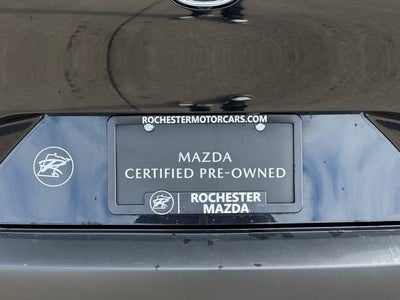 ROCHESTERMOTORCARS.COM
MAZDA
CERTIFIED PRE-OWNED
ROCHESTER
MAZDA